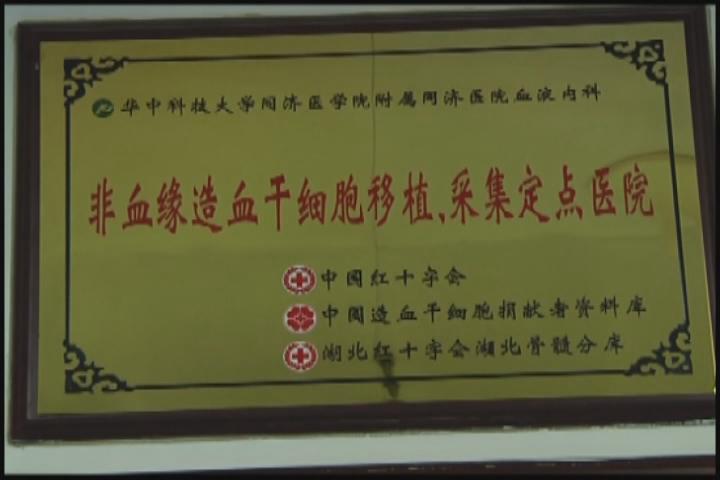 华中科技大学同济医学院附属同济医院血液内科
非血缘造血干细胞移植、采集定点医院
中国红十字会
中国造血干细胞捐献者资料库
湖北红十字会湖北骨髓分库